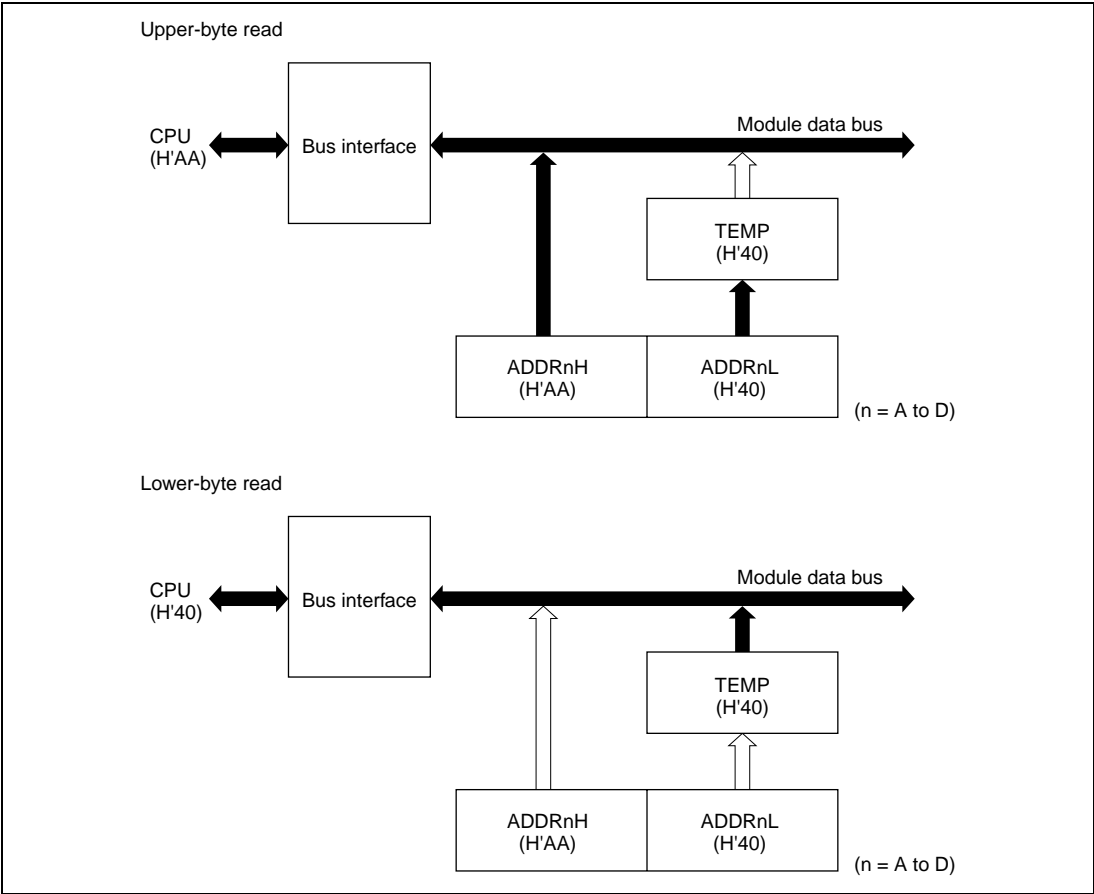 Upper-byte read
CPU
(H'AA)
Bus interface
Module data bus
TEMP
(H'40)
ADDRnH
(H'AA)
ADDRnL
(H'40)
(n = A to D)
Lower-byte read
CPU
(H'40)
Bus interface
Module data bus
TEMP
(H'40)
ADDRnH
(H'AA)
ADDRnL
(H'40)
(n = A to D)